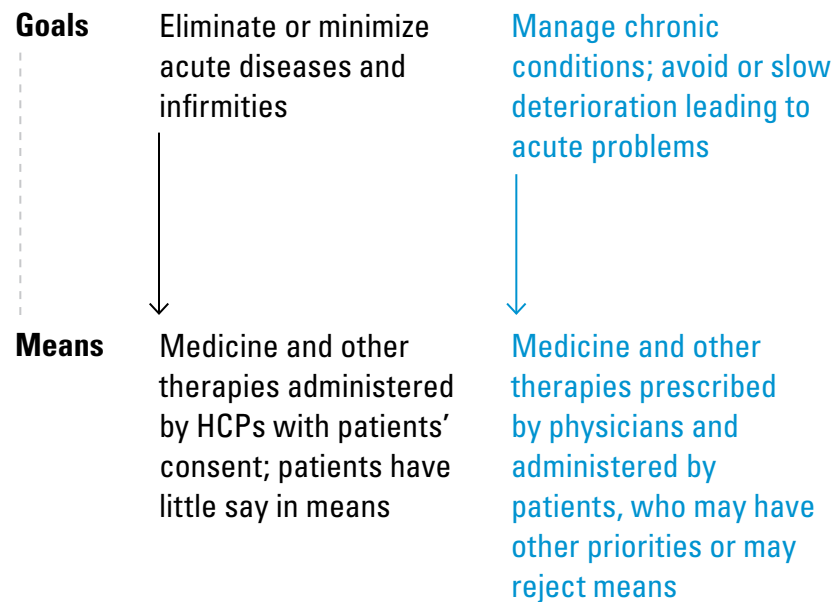 Goals
Eliminate or minimize
acute diseases and
infirmities
Manage chronic
conditions; avoid or slow
deterioration leading to
acute problems
Means
Medicine and other
therapies administered
by HCPs with patients’
consent; patients have
little say in means
Medicine and other
therapies prescribed
by physicians and
administered by
patients, who may have
other priorities or may
reject means